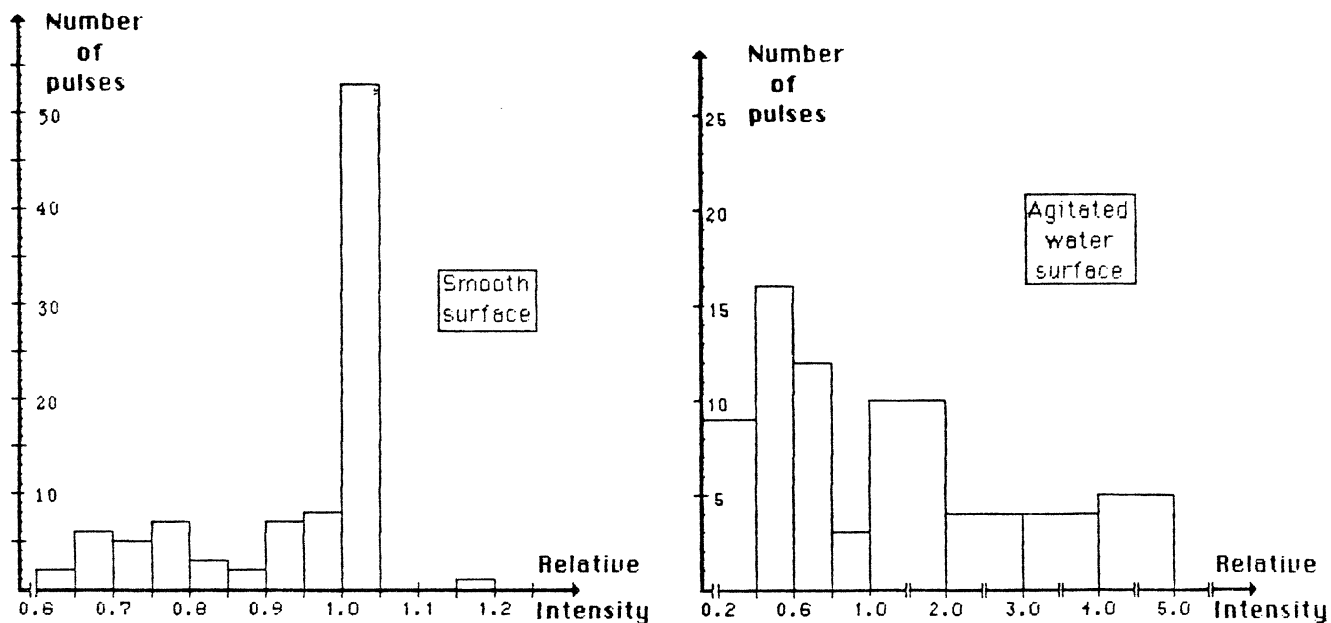 Number
of
pulses
50
40
30
20
10
Smooth
surface
Relative
Intensity
0.6
0.7
0.8
0.9
1.0
1.1
1.2
Number
of
pulses
25
20
15
10
5
Agitated
water
surface
Relative
Intensity
0.2
0.6
1.0
2.0
3.0
4.0
5.0